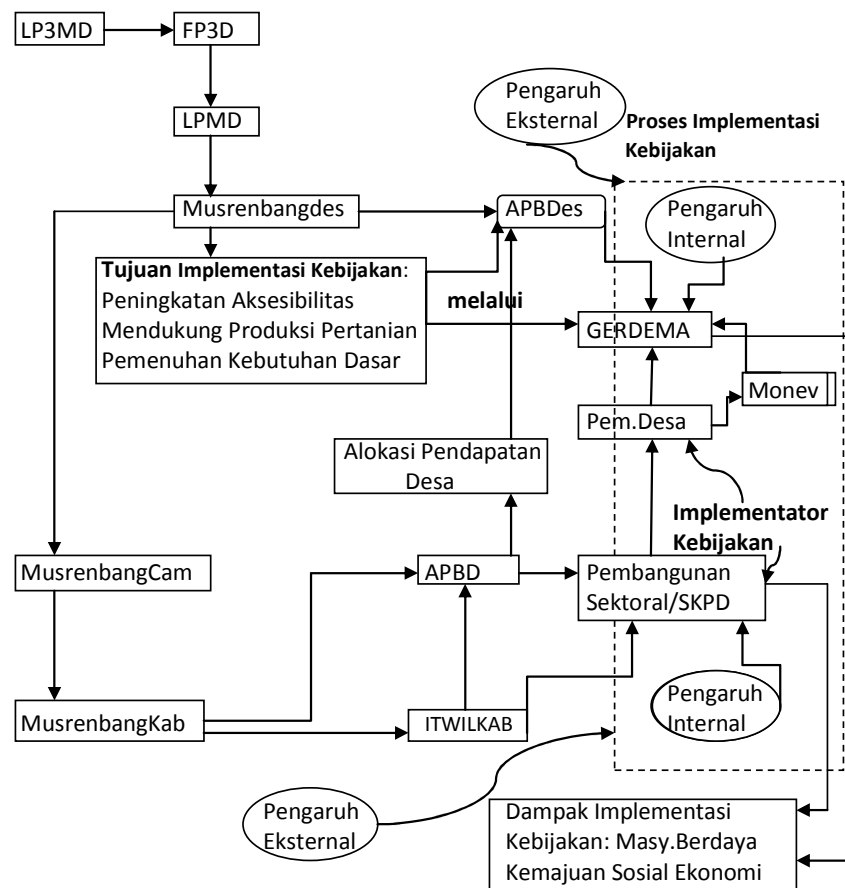 LP3MD
FP3D
LPMD
Pengaruh
Eksternal
Proses Implementasi
Kebijakan
Musrenbangdes
APBDes
Pengaruh
Internal
Tujuan Implementasi Kebijakan:
Peningkatan Aksesibilitas
Mendukung Produksi Pertanian
Pemenuhan Kebutuhan Dasar
melalui
GERDEMA
Monev
Pem.Desa
Alokasi Pendapatan
Desa
Implementator
Kebijakan
MusrenbangCam
APBD
Pembangunan
Sektoral/SKPD
MusrenbangKab
ITWILKAB
Pengaruh
Internal
Pengaruh
Eksternal
Dampak Implementasi
Kebijakan: Masy.Berdaya
Kemajuan Sosial Ekonomi